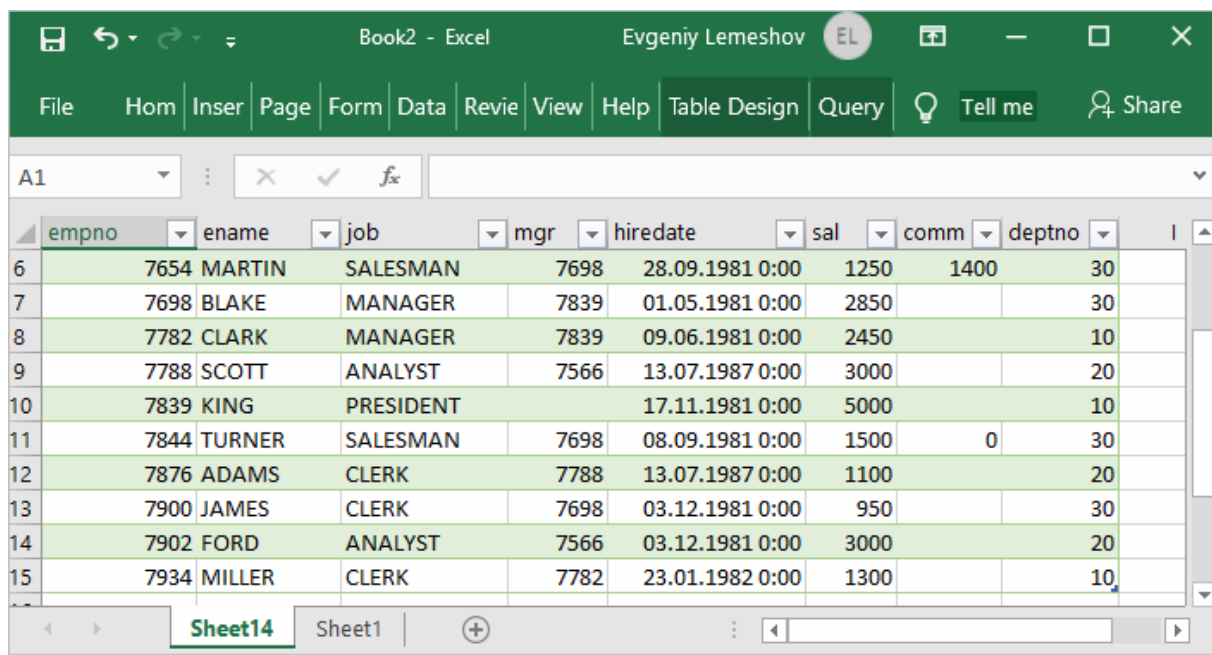 Book2 - Excel Evgeniy Lemeshov EL
File Hom Inser Page Form Data Revie View Help Table Design Query Tell me Share
A1 fx
empno ename job mgr hiredate sal comm deptno I
6 7654 MARTIN SALESMAN 7698 28.09.1981 0:00 1250 1400 30
7 7698 BLAKE MANAGER 7839 01.05.1981 0:00 2850 30
8 7782 CLARK MANAGER 7839 09.06.1981 0:00 2450 10
9 7788 SCOTT ANALYST 7566 13.07.1987 0:00 3000 20
10 7839 KING PRESIDENT 17.11.1981 0:00 5000 10
11 7844 TURNER SALESMAN 7698 08.09.1981 0:00 1500 0 30
12 7876 ADAMS CLERK 7788 13.07.1987 0:00 1100 20
13 7900 JAMES CLERK 7698 03.12.1981 0:00 950 30
14 7902 FORD ANALYST 7566 03.12.1981 0:00 3000 20
15 7934 MILLER CLERK 7782 23.01.1982 0:00 1300 10
Sheet14 Sheet1